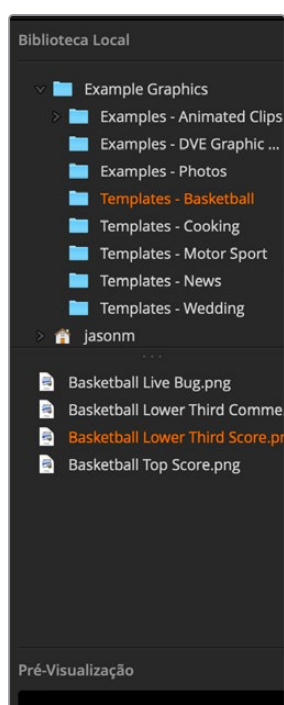 Biblioteca Local
Example Graphics
Examples - Animated Clips
Examples - DVE Graphic ...
Examples - Photos
Templates - Basketball
Templates - Cooking
Templates - Motor Sport
Templates - News
Templates - Wedding
jasonm
Basketball Live Bug.png
Basketball Lower Third Comme
Basketball Lower Third Score.pn
Basketball Top Score.png
Pré-Visualização